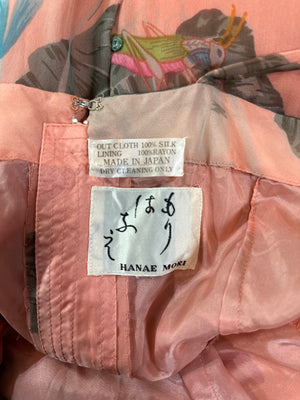 OUT CLOTH 100% SILK
LINING 100% RAYON
MADE IN JAPAN
DRY CLEANING ONLY
もり
はなえ
HANAE MORI